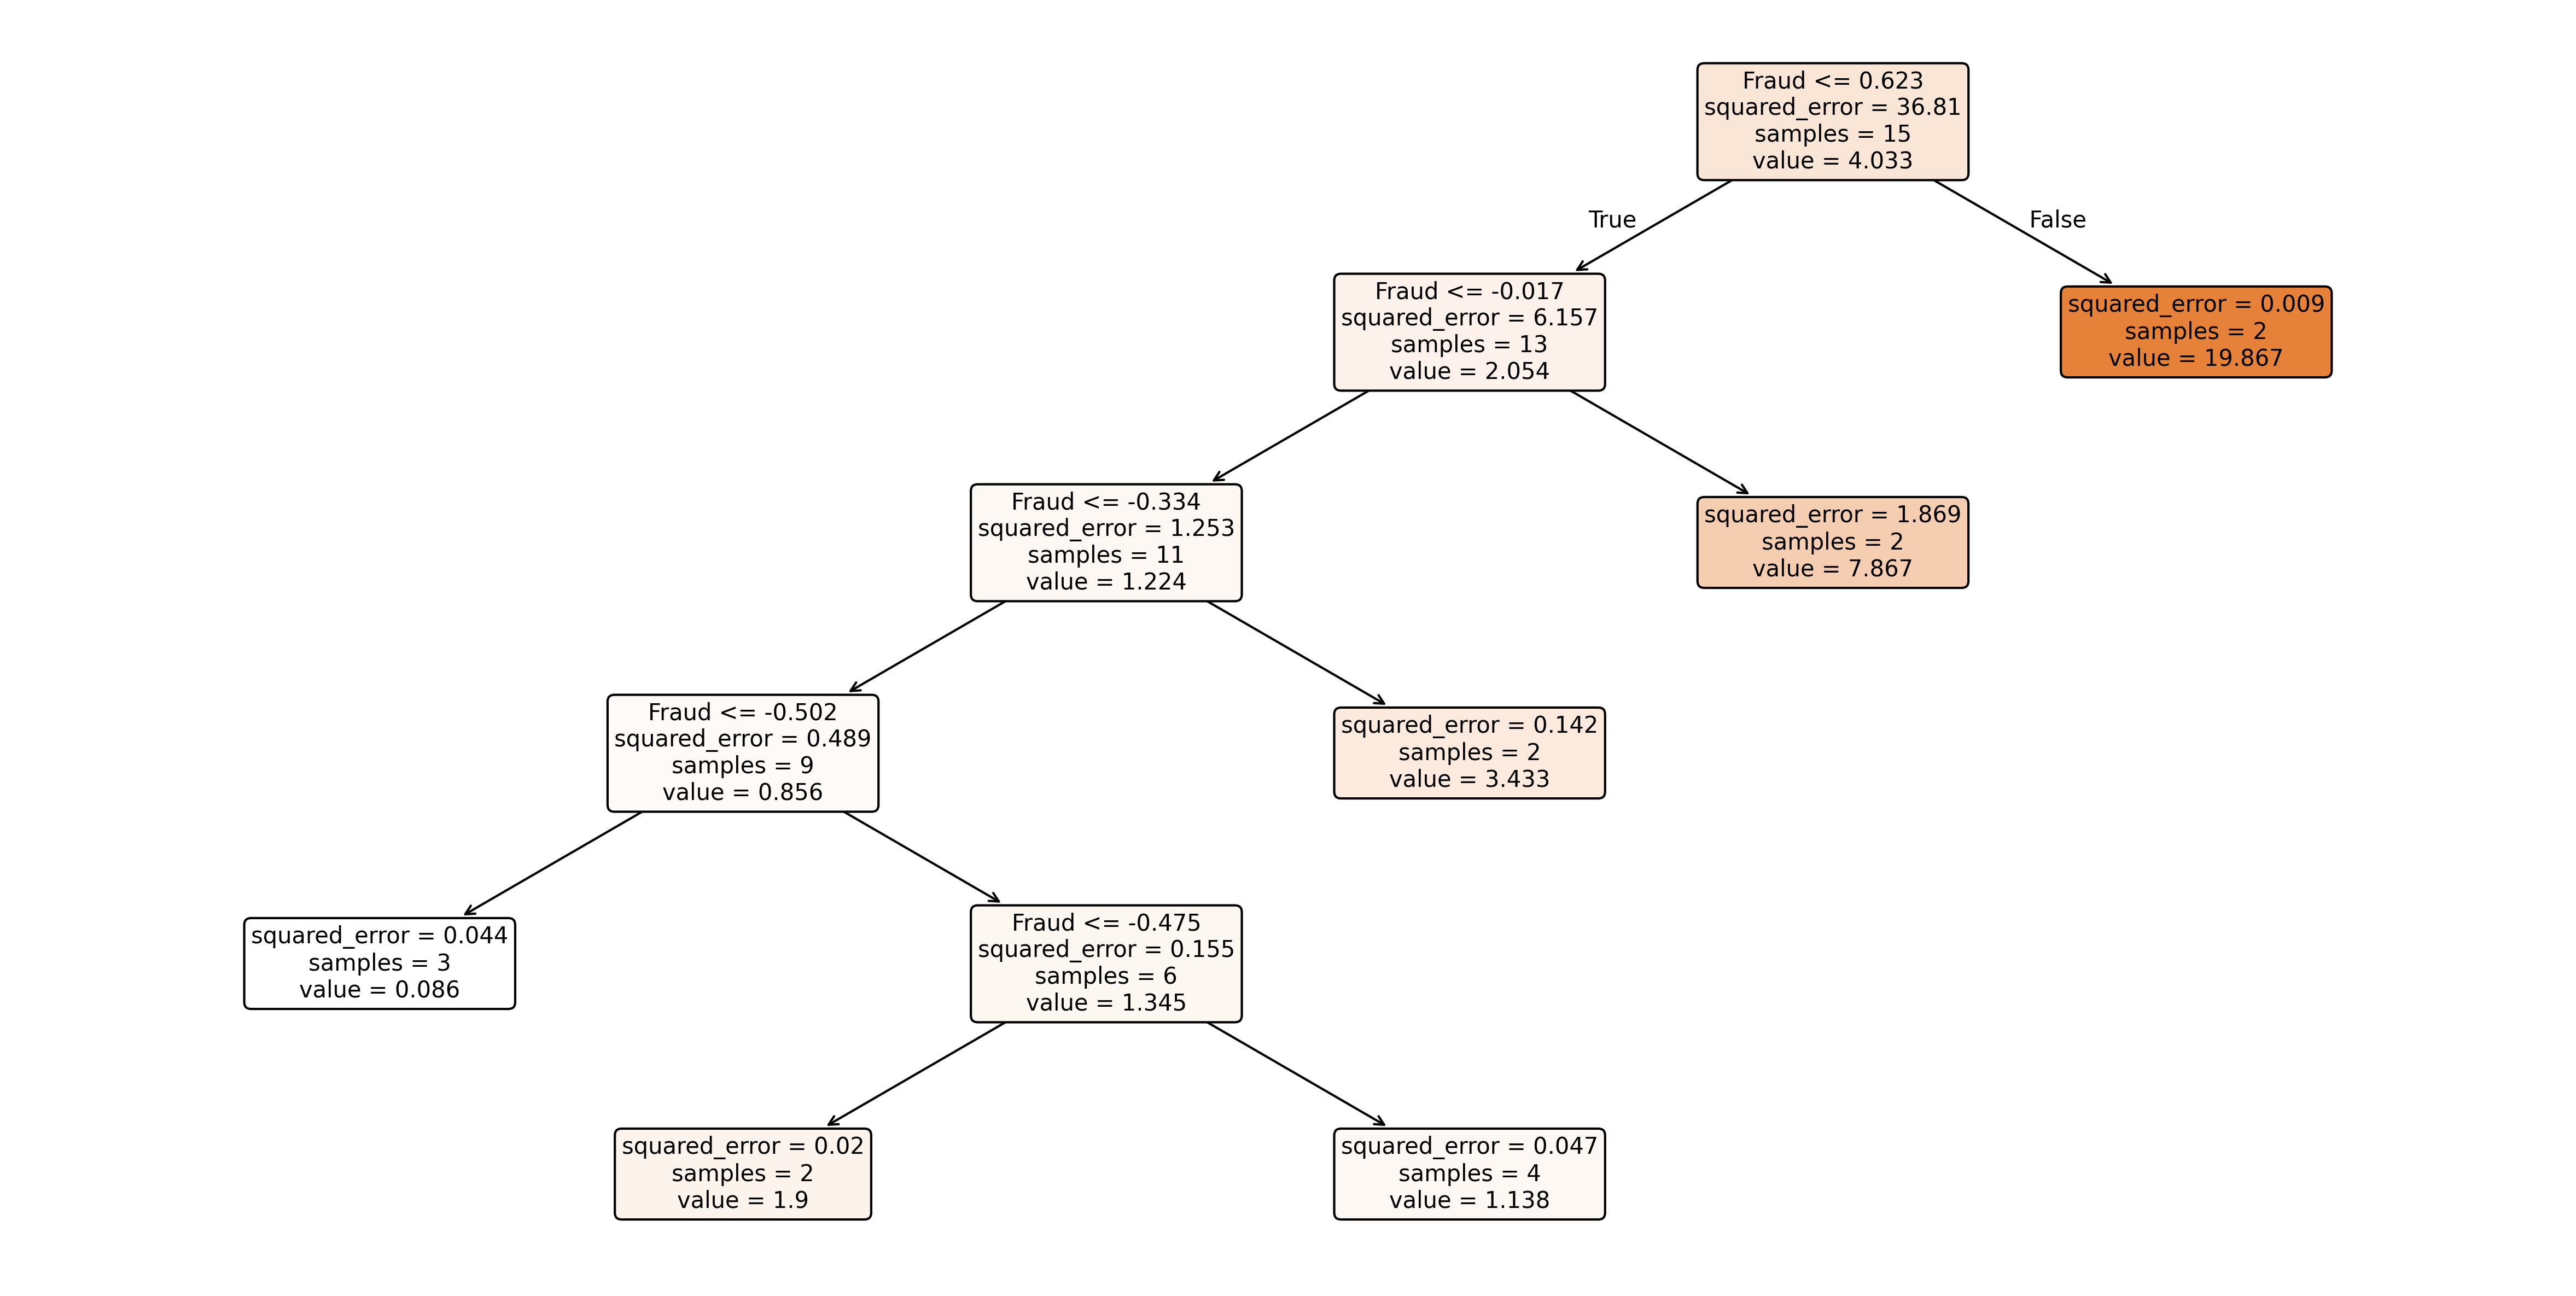 Fraud <= 0.623
squared_error = 36.81
samples = 15
value = 4.033
True
False
Fraud <= -0.017
squared_error = 6.157
samples = 13
value = 2.054
squared_error = 0.009
samples = 2
value = 19.867
Fraud <= -0.334
squared_error = 1.253
samples = 11
value = 1.224
squared_error = 1.869
samples = 2
value = 7.867
Fraud <= -0.502
squared_error = 0.489
samples = 9
value = 0.856
squared_error = 0.142
samples = 2
value = 3.433
squared_error = 0.044
samples = 3
value = 0.086
Fraud <= -0.475
squared_error = 0.155
samples = 6
value = 1.345
squared_error = 0.02
samples = 2
value = 1.9
squared_error = 0.047
samples = 4
value = 1.138